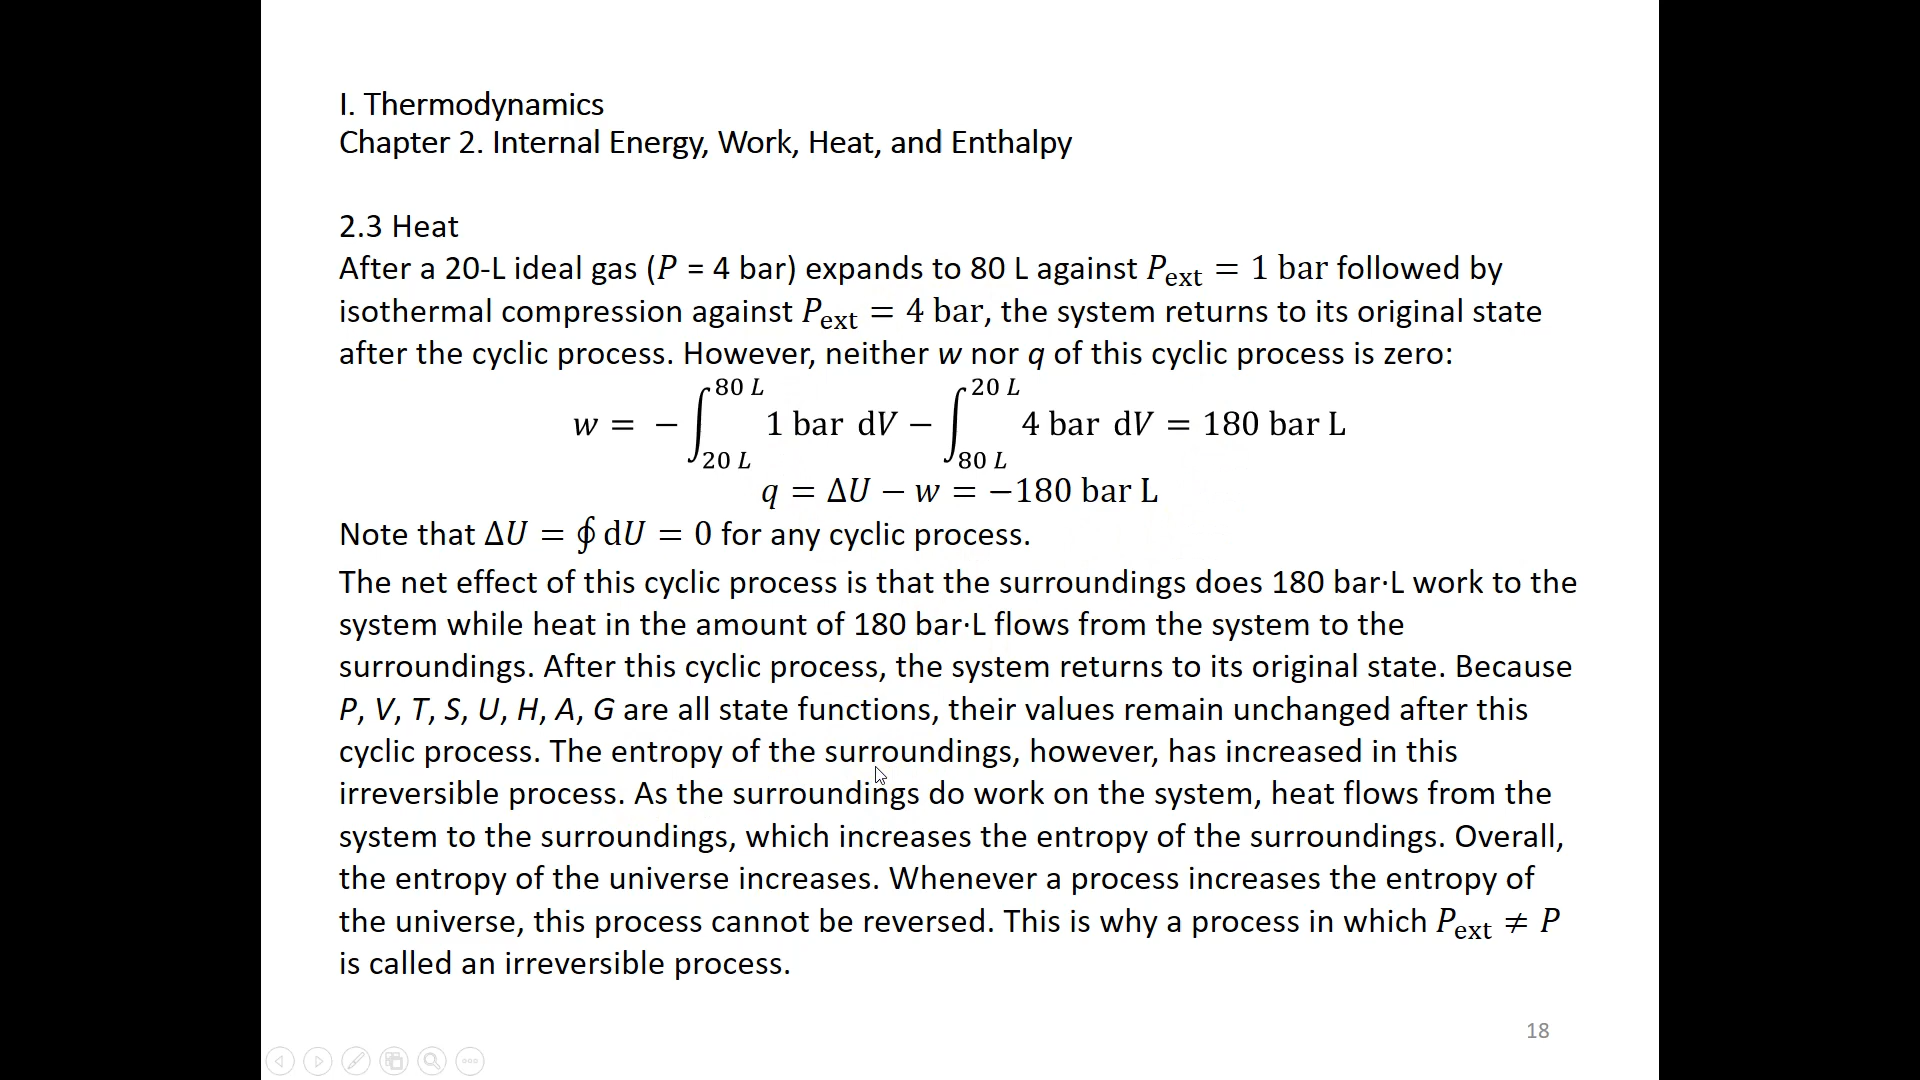 I. Thermodynamics
Chapter 2. Internal Energy, Work, Heat, and Enthalpy
2.3 Heat
After a 20-L ideal gas (P = 4 bar) expands to 80 L against P_ext = 1 bar followed by
isothermal compression against P_ext = 4 bar, the system returns to its original state
after the cyclic process. However, neither w nor q of this cyclic process is zero:
w = −∫_{20 L}^{80 L} 1 bar dV − ∫_{80 L}^{20 L} 4 bar dV = 180 bar L
q = ΔU − w = −180 bar L
Note that ΔU = ∮ dU = 0 for any cyclic process.
The net effect of this cyclic process is that the surroundings does 180 bar·L work to the
system while heat in the amount of 180 bar·L flows from the system to the
surroundings. After this cyclic process, the system returns to its original state. Because
P, V, T, S, U, H, A, G are all state functions, their values remain unchanged after this
cyclic process. The entropy of the surroundings, however, has increased in this
irreversible process. As the surroundings do work on the system, heat flows from the
system to the surroundings, which increases the entropy of the surroundings. Overall,
the entropy of the universe increases. Whenever a process increases the entropy of
the universe, this process cannot be reversed. This is why a process in which P_ext ≠ P
is called an irreversible process.
18